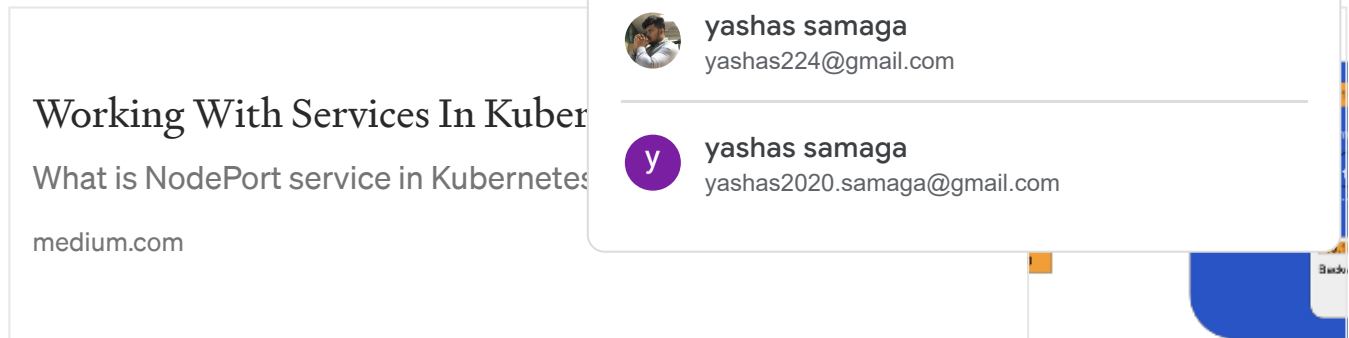 yashas samaga
yashas224@gmail.com
Working With Services In Kuber
What is NodePort service in Kubernetes
y
yashas samaga
yashas2020.samaga@gmail.com
medium.com